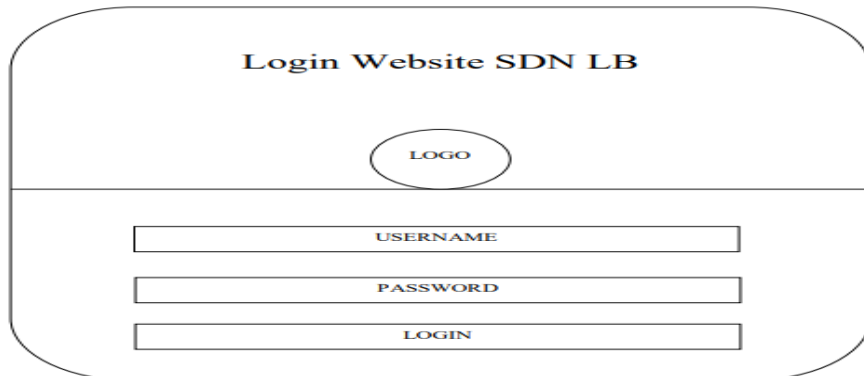 Login Website SDN LB
LOGO
USERNAME
PASSWORD
LOGIN